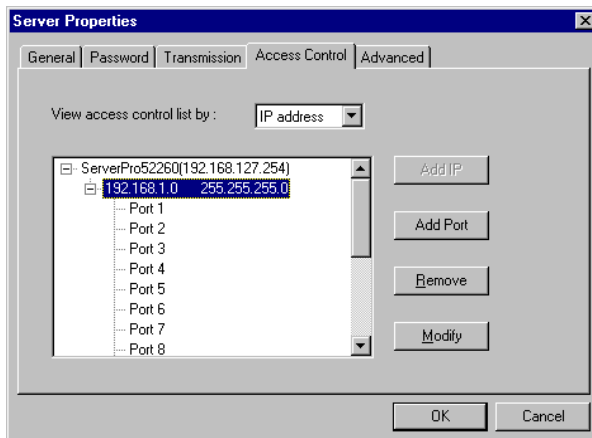 Server Properties
General Password Transmission Access Control Advanced
View access control list by : IP address
ServerPro52260(192.168.127.254)
192.168.1.0 255.255.255.0
Port 1
Port 2
Port 3
Port 4
Port 5
Port 6
Port 7
Port 8
Add IP
Add Port
Remove
Modify
OK Cancel